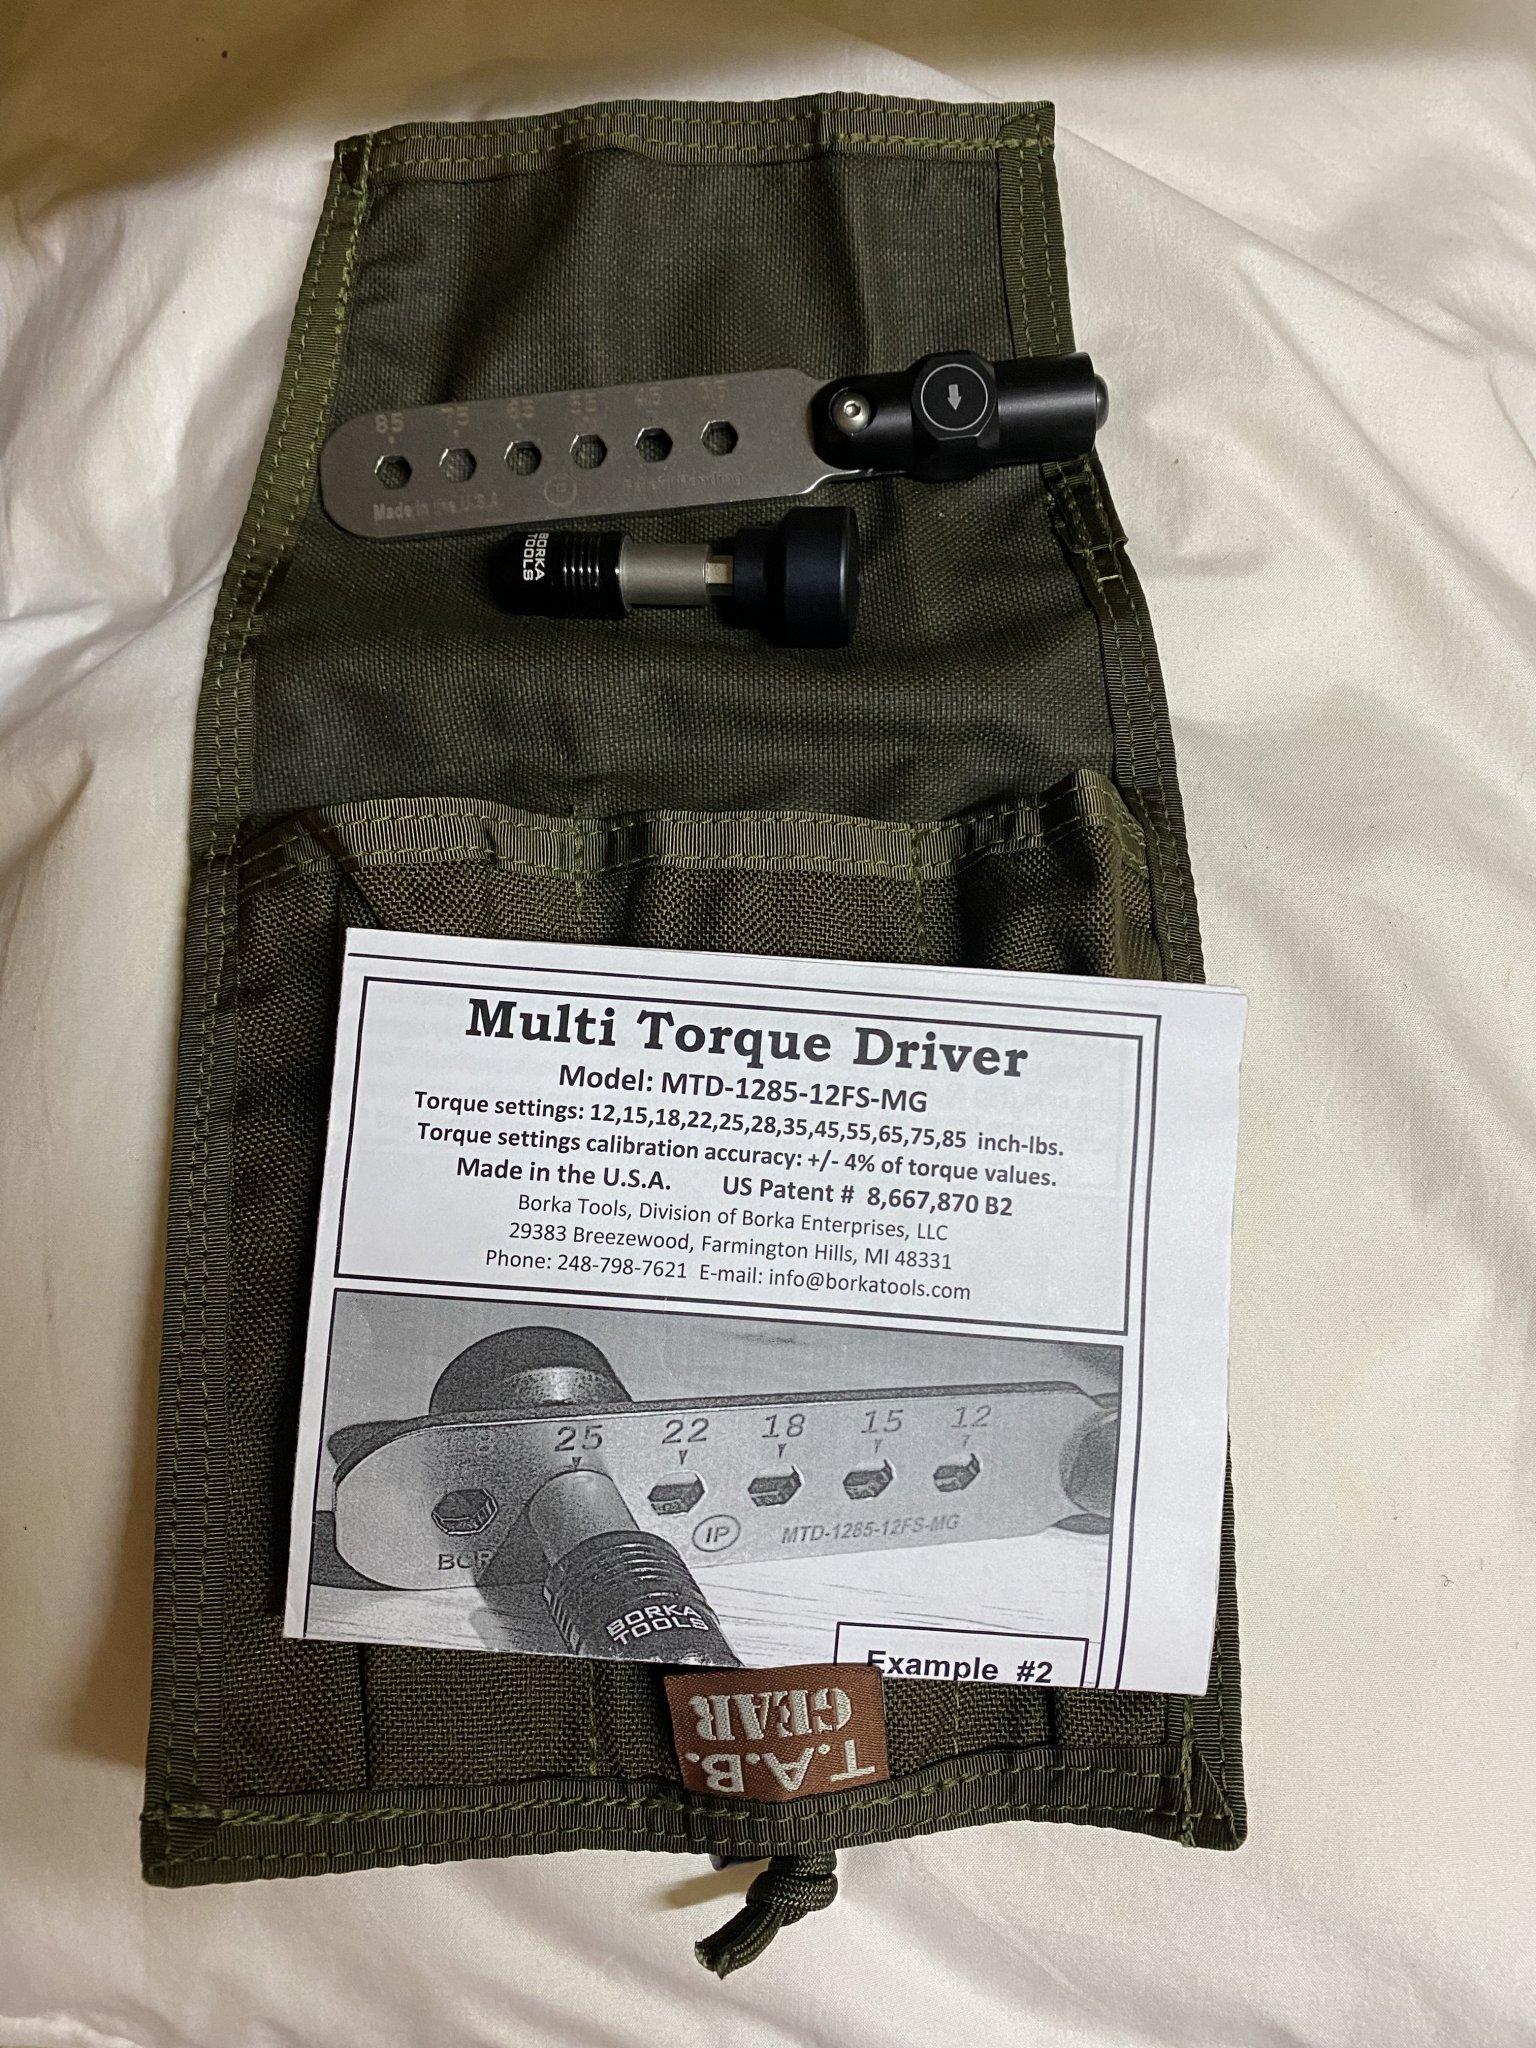 85 75 65 55 45 35
Made in the U.S.A
BORKA
TOOLS
Multi Torque Driver
Model: MTD-1285-12FS-MG
Torque settings: 12,15,18,22,25,28,35,45,55,65,75,85 inch-lbs.
Torque settings calibration accuracy: +/- 4% of torque values.
Made in the U.S.A. US Patent # 8,667,870 B2
Borka Tools, Division of Borka Enterprises, LLC
29383 Breezewood, Farmington Hills, MI 48331
Phone: 248-798-7621 E-mail: info@borkatools.com
25 22 18 15 12
IP MTD-1285-12FS-MG
BORKA
TOOLS
Example #2
T.A.B.
GEAR